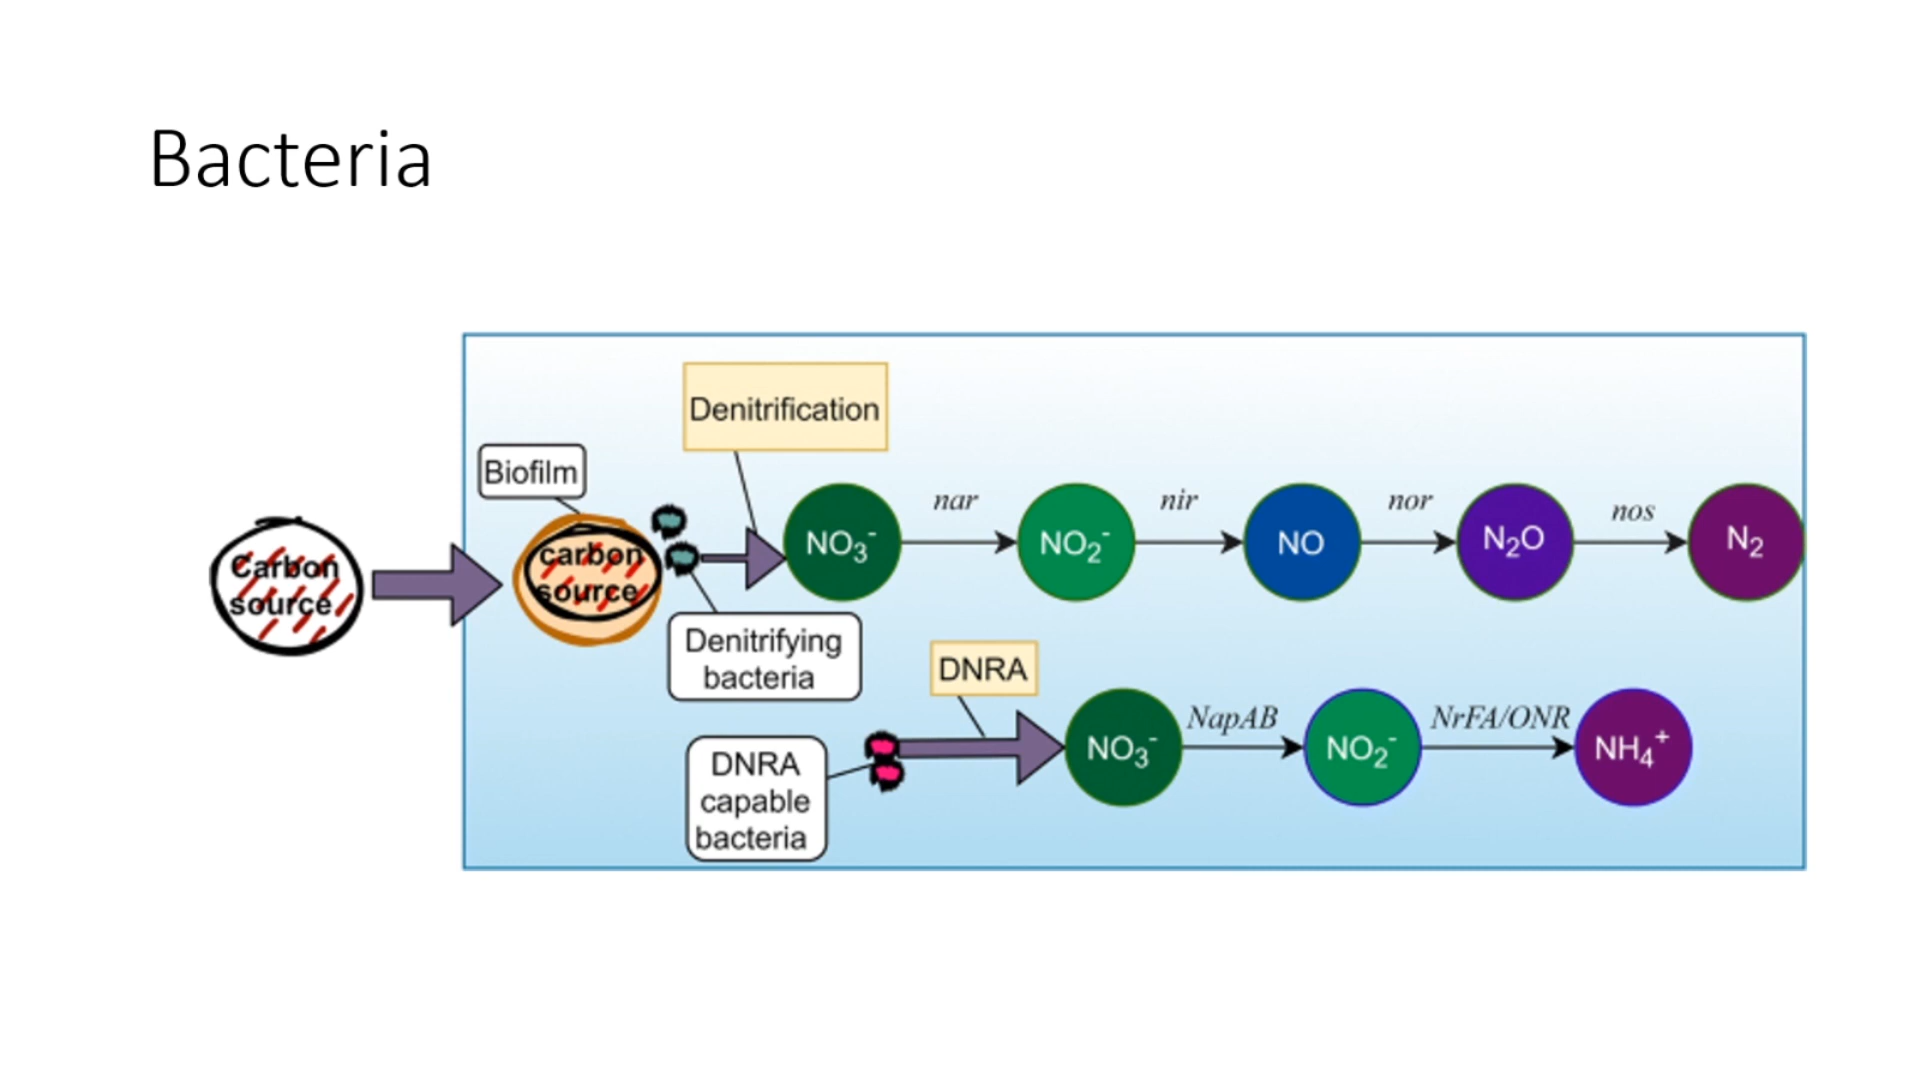 Bacteria
Denitrification
Biofilm
Carbon
source
carbon
source
Denitrifying
bacteria
NO₃⁻
nar
NO₂⁻
nir
NO
nor
N₂O
nos
N₂
DNRA
DNRA
capable
bacteria
NO₃⁻
NapAB
NO₂⁻
NrFA/ONR
NH₄⁺